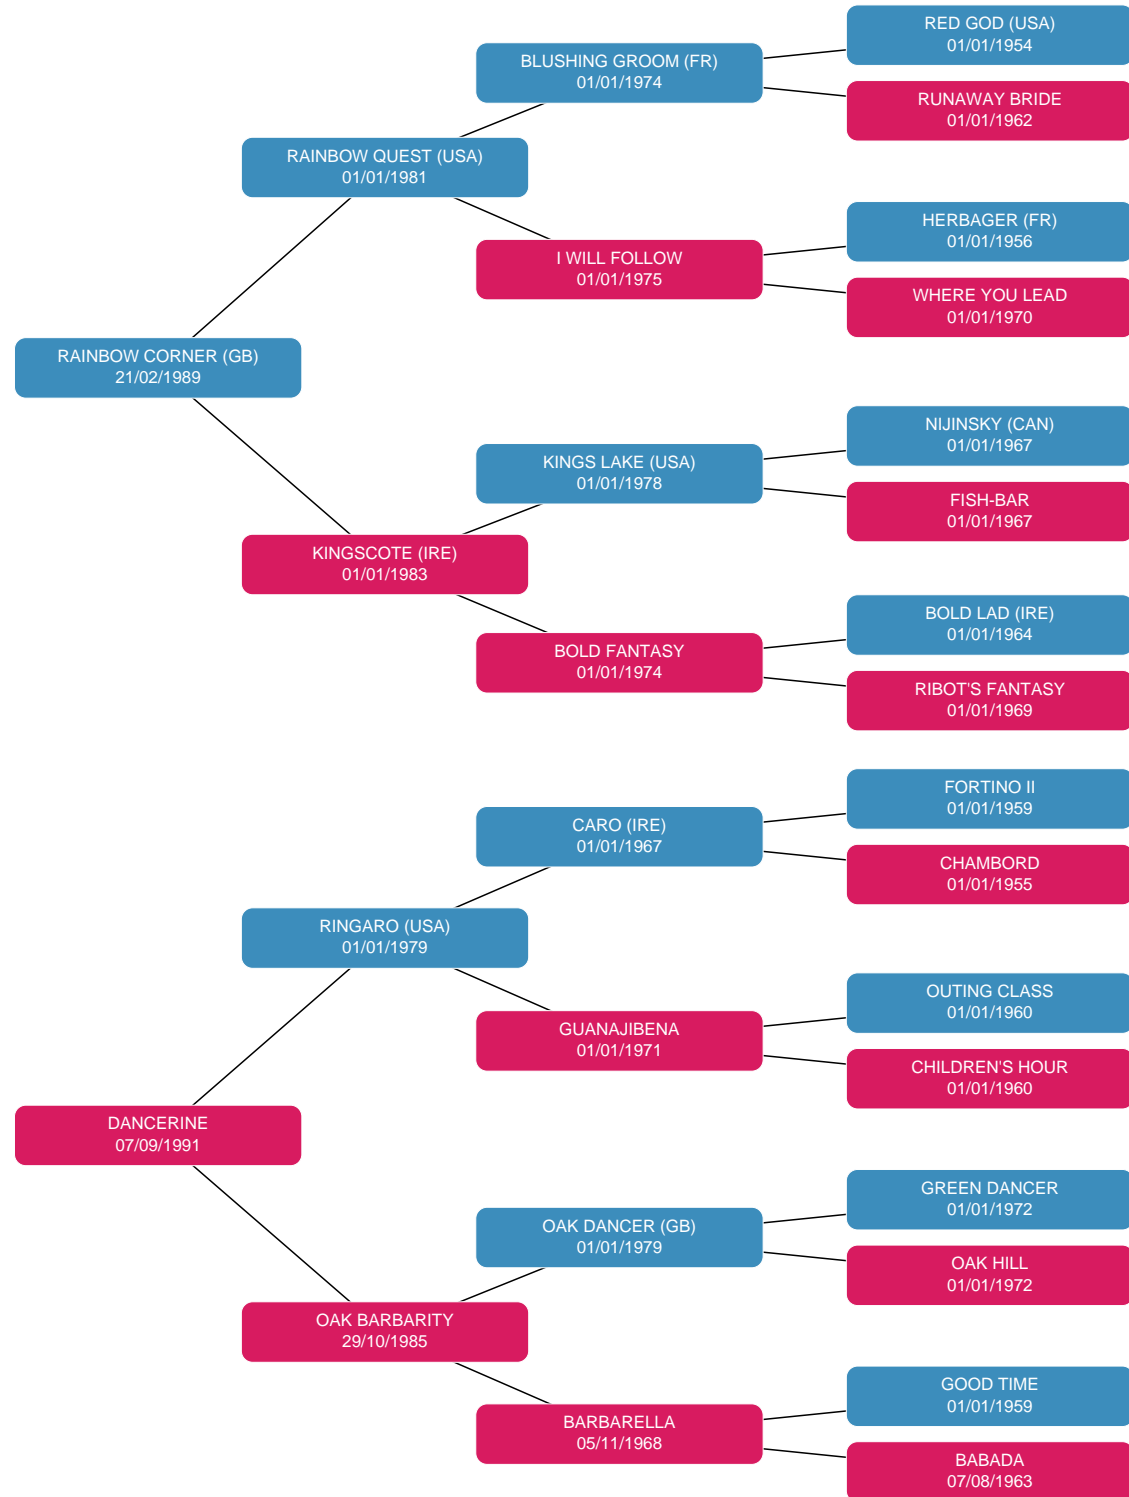 RED GOD (USA)
01/01/1954
BLUSHING GROOM (FR)
01/01/1974
RUNAWAY BRIDE
01/01/1962
RAINBOW QUEST (USA)
01/01/1981
HERBAGER (FR)
01/01/1956
I WILL FOLLOW
01/01/1975
WHERE YOU LEAD
01/01/1970
RAINBOW CORNER (GB)
21/02/1989
NIJINSKY (CAN)
01/01/1967
KINGS LAKE (USA)
01/01/1978
FISH-BAR
01/01/1967
KINGSCOTE (IRE)
01/01/1983
BOLD LAD (IRE)
01/01/1964
BOLD FANTASY
01/01/1974
RIBOT'S FANTASY
01/01/1969
FORTINO II
01/01/1959
CARO (IRE)
01/01/1967
CHAMBORD
01/01/1955
RINGARO (USA)
01/01/1979
OUTING CLASS
01/01/1960
GUANAJIBENA
01/01/1971
CHILDREN'S HOUR
01/01/1960
DANCERINE
07/09/1991
GREEN DANCER
01/01/1972
OAK DANCER (GB)
01/01/1979
OAK HILL
01/01/1972
OAK BARBARITY
29/10/1985
GOOD TIME
01/01/1959
BARBARELLA
05/11/1968
BABADA
07/08/1963